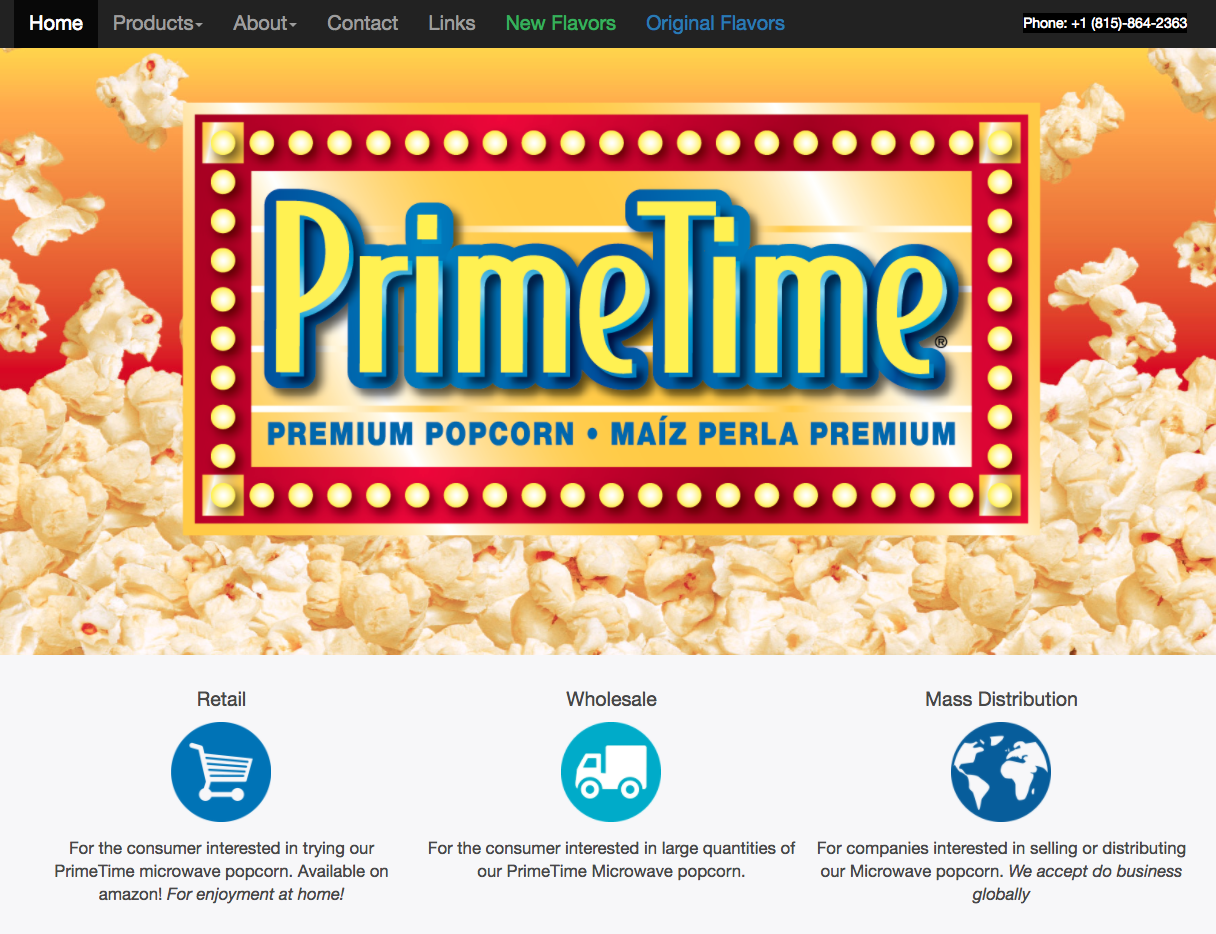 Home Products About Contact Links New Flavors Original Flavors Phone: +1 (815)-864-2363
PrimeTime®
PREMIUM POPCORN • MAÍZ PERLA PREMIUM
Retail
For the consumer interested in trying our
PrimeTime microwave popcorn. Available on
amazon! For enjoyment at home!
Wholesale
For the consumer interested in large quantities of
our PrimeTime Microwave popcorn.
Mass Distribution
For companies interested in selling or distributing
our Microwave popcorn. We accept do business
globally